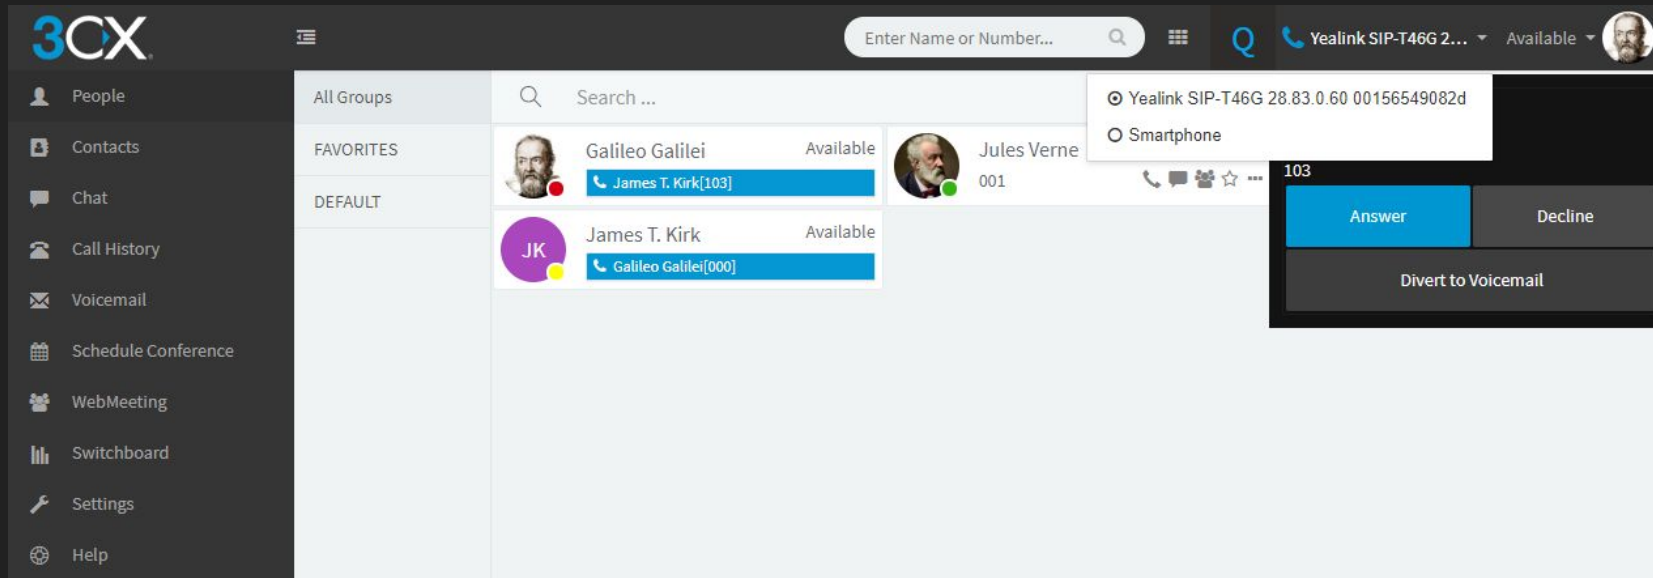 3CX
Enter Name or Number...
Q
Yealink SIP-T46G 2...
Available
People
Contacts
Chat
Call History
Voicemail
Schedule Conference
WebMeeting
Switchboard
Settings
Help
All Groups
FAVORITES
DEFAULT
Search ...
Yealink SIP-T46G 28.83.0.60 00156549082d
Smartphone
Galileo Galilei
Available
James T. Kirk[103]
Jules Verne
001
JK
James T. Kirk
Available
Galileo Galilei[000]
103
Answer
Decline
Divert to Voicemail